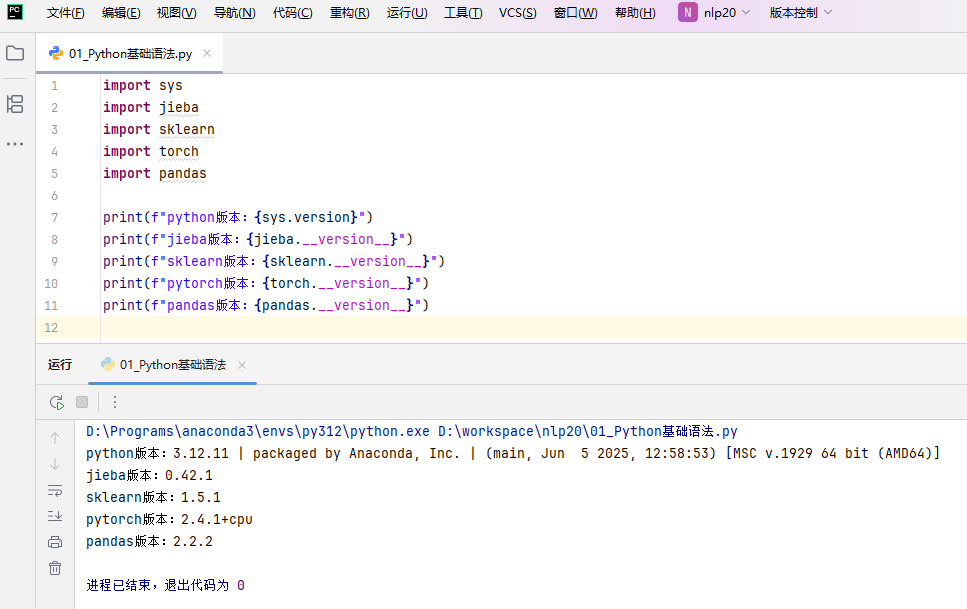 PC 文件(F) 编辑(E) 视图(V) 导航(N) 代码(C) 重构(R) 运行(U) 工具(T) VCS(S) 窗口(W) 帮助(H) N nlp20 版本控制
01_Python基础语法.py
1 import sys
2 import jieba
3 import sklearn
4 import torch
5 import pandas
6
7 print(f"python版本：{sys.version}")
8 print(f"jieba版本：{jieba.__version__}")
9 print(f"sklearn版本：{sklearn.__version__}")
10 print(f"pytorch版本：{torch.__version__}")
11 print(f"pandas版本：{pandas.__version__}")
12
运行 01_Python基础语法
D:\Programs\anaconda3\envs\py312\python.exe D:\workspace\nlp20\01_Python基础语法.py
python版本：3.12.11 | packaged by Anaconda, Inc. | (main, Jun  5 2025, 12:58:53) [MSC v.1929 64 bit (AMD64)]
jieba版本：0.42.1
sklearn版本：1.5.1
pytorch版本：2.4.1+cpu
pandas版本：2.2.2
进程已结束，退出代码为 0